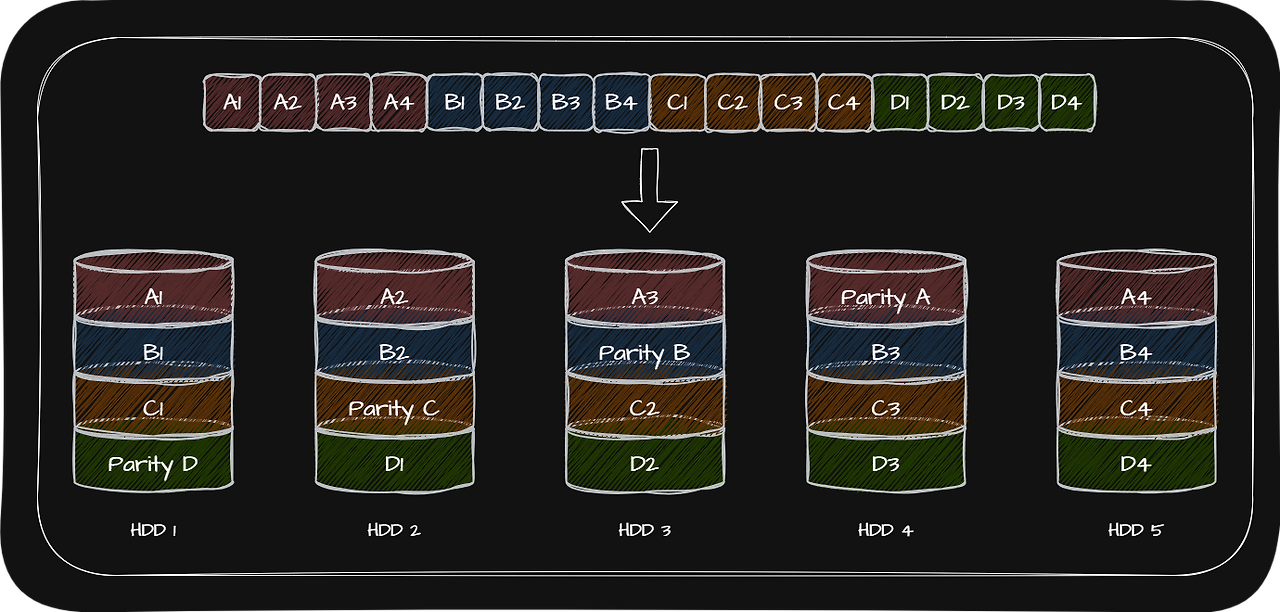 A1 A2 A3 A4 B1 B2 B3 B4 C1 C2 C3 C4 D1 D2 D3 D4
A1 A2 A3 Parity A A4
B1 B2 Parity B B3 B4
C1 Parity C C2 C3 C4
Parity D D1 D2 D3 D4
HDD 1 HDD 2 HDD 3 HDD 4 HDD 5